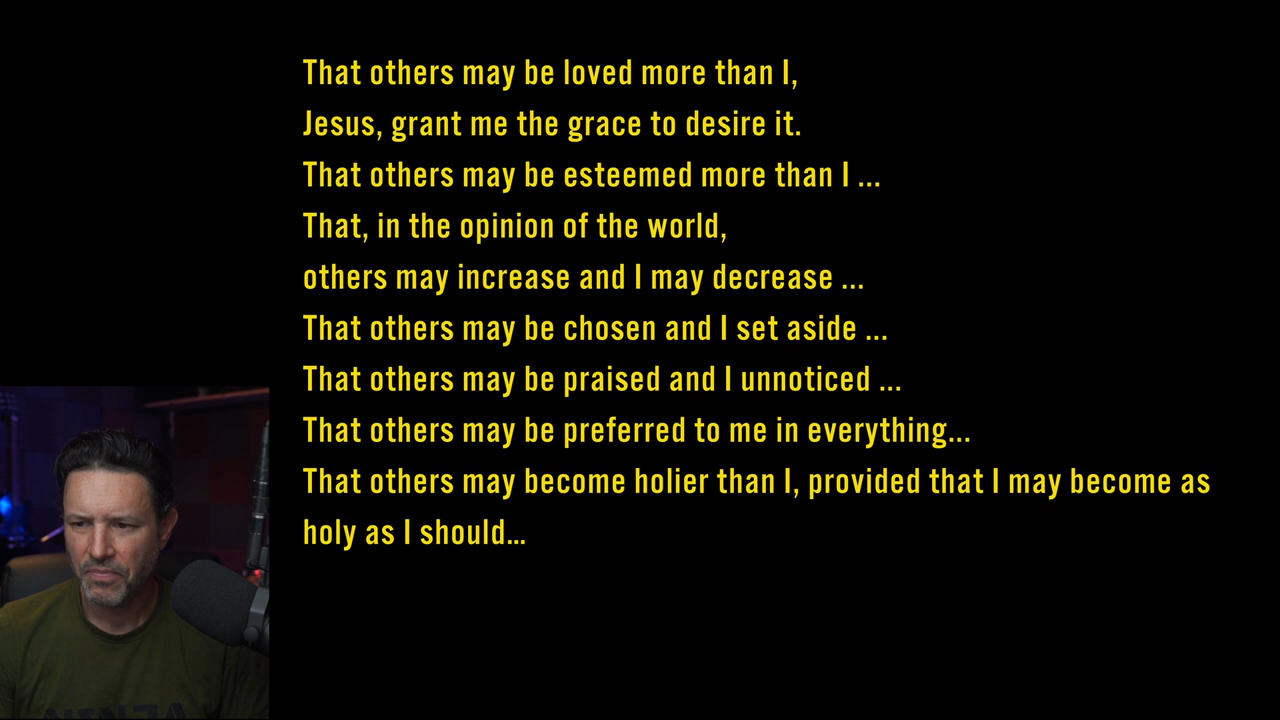 That others may be loved more than I,
Jesus, grant me the grace to desire it.
That others may be esteemed more than I ...
That, in the opinion of the world,
others may increase and I may decrease ...
That others may be chosen and I set aside ...
That others may be praised and I unnoticed ...
That others may be preferred to me in everything...
That others may become holier than I, provided that I may become as
holy as I should...